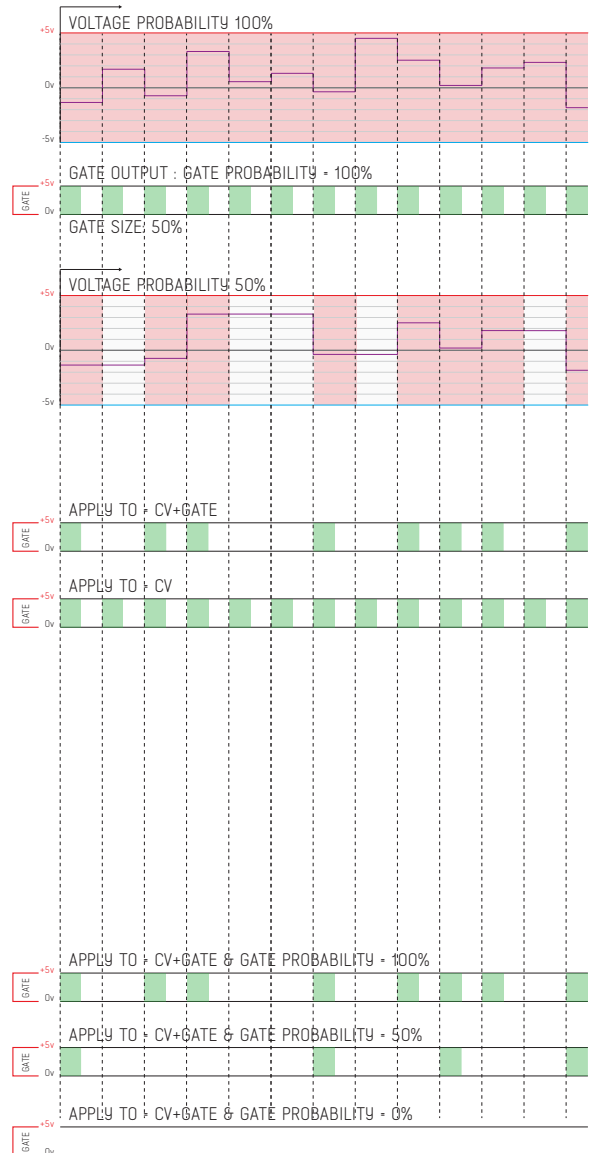 VOLTAGE PROBABILITY 100%
+5v
0v
-5v
GATE OUTPUT : GATE PROBABILITY = 100%
+5v
GATE
0v
GATE SIZE: 50%
VOLTAGE PROBABILITY 50%
+5v
0v
-5v
APPLY TO = CV+GATE
+5v
GATE
0v
APPLY TO = CV
+5v
GATE
0v
APPLY TO = CV+GATE & GATE PROBABILITY = 100%
+5v
GATE
0v
APPLY TO = CV+GATE & GATE PROBABILITY = 50%
+5v
GATE
0v
APPLY TO = CV+GATE & GATE PROBABILITY = 0%
+5v
GATE
0v